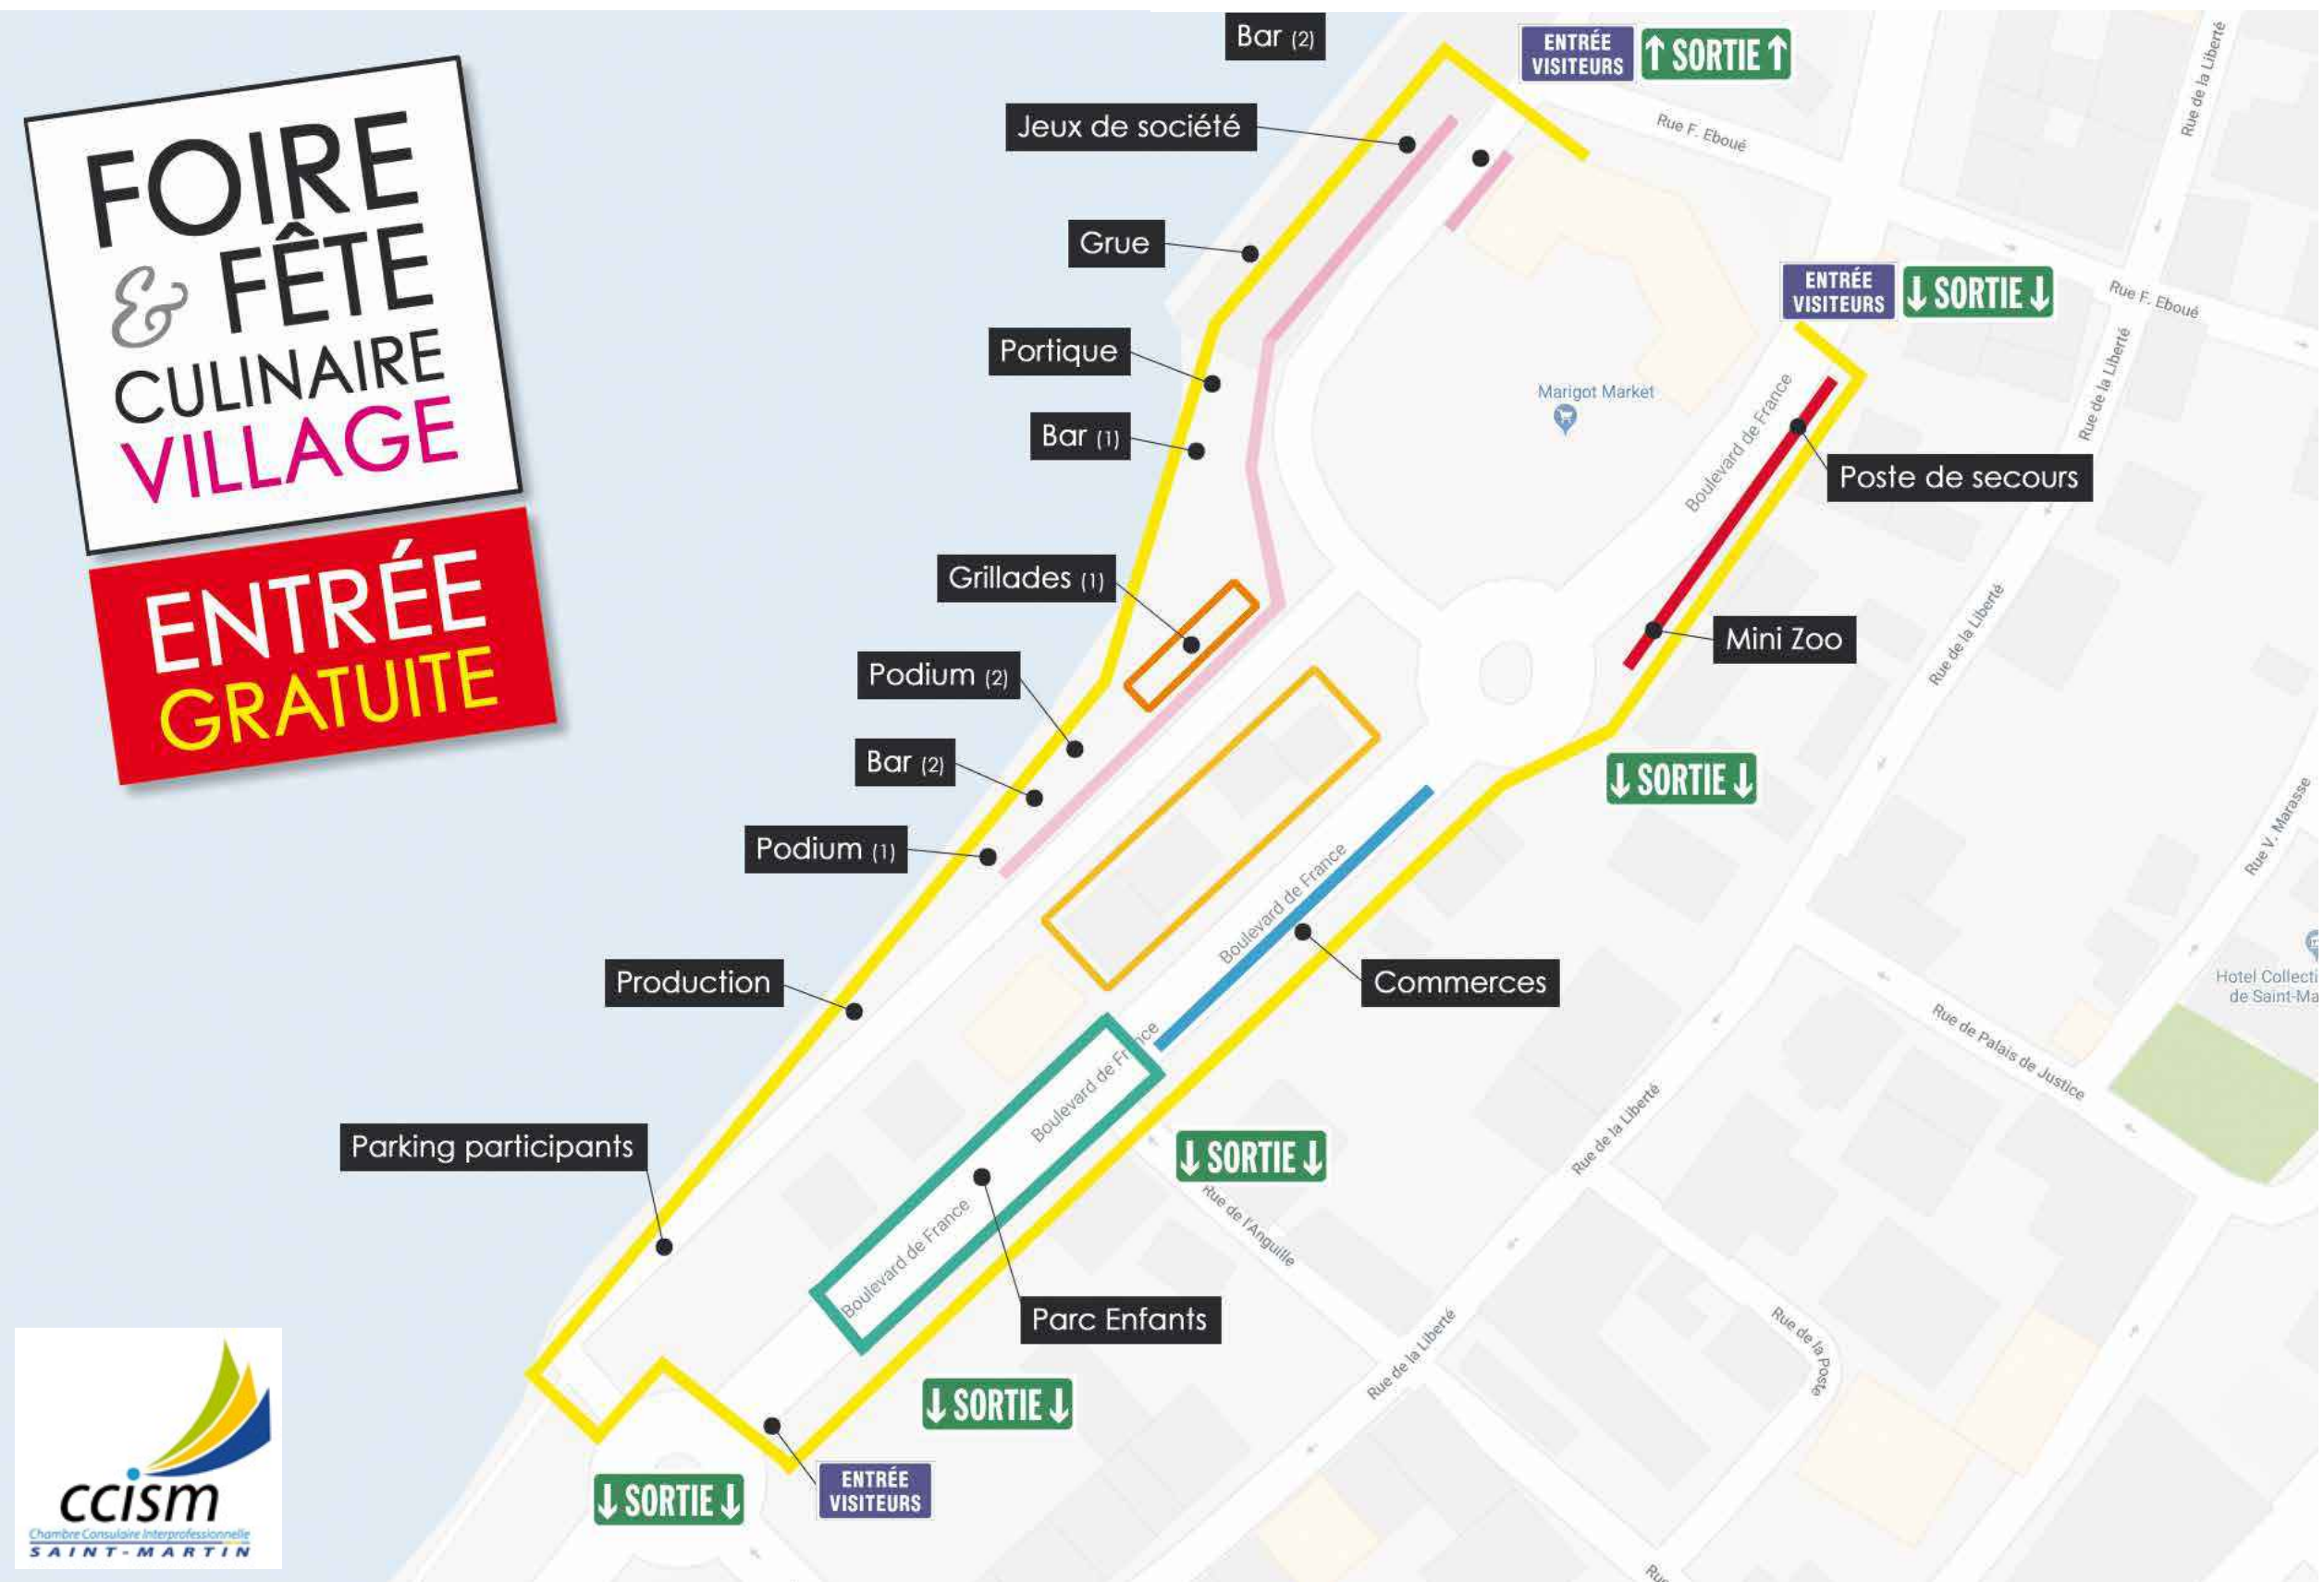 FOIRE
& FÊTE
CULINAIRE
VILLAGE
ENTRÉE
GRATUITE
Bar (2)
ENTRÉE
VISITEURS
↑ SORTIE ↑
Rue de la Liberté
Jeux de société
Rue F. Eboué
Grue
ENTRÉE
VISITEURS
↓ SORTIE ↓
Rue F. Eboué
Portique
Marigot Market
Boulevard de France
Rue de la Liberté
Bar (1)
Poste de secours
Grillades (1)
Mini Zoo
Rue de la Liberté
Podium (2)
Bar (2)
↓ SORTIE ↓
Podium (1)
Boulevard de France
Rue V. Marasse
Production
Commerces
Hotel Collecti
de Saint-Ma
Rue de Palais de Justice
Boulevard de France
Parking participants
↓ SORTIE ↓
Rue de la Liberté
Rue de l'Anguille
Boulevard de France
Parc Enfants
Rue de la Liberté
Rue de la Poste
↓ SORTIE ↓
↓ SORTIE ↓
ENTRÉE
VISITEURS
Rue
ccism
Chambre Consulaire Interprofessionnelle
SAINT-MARTIN